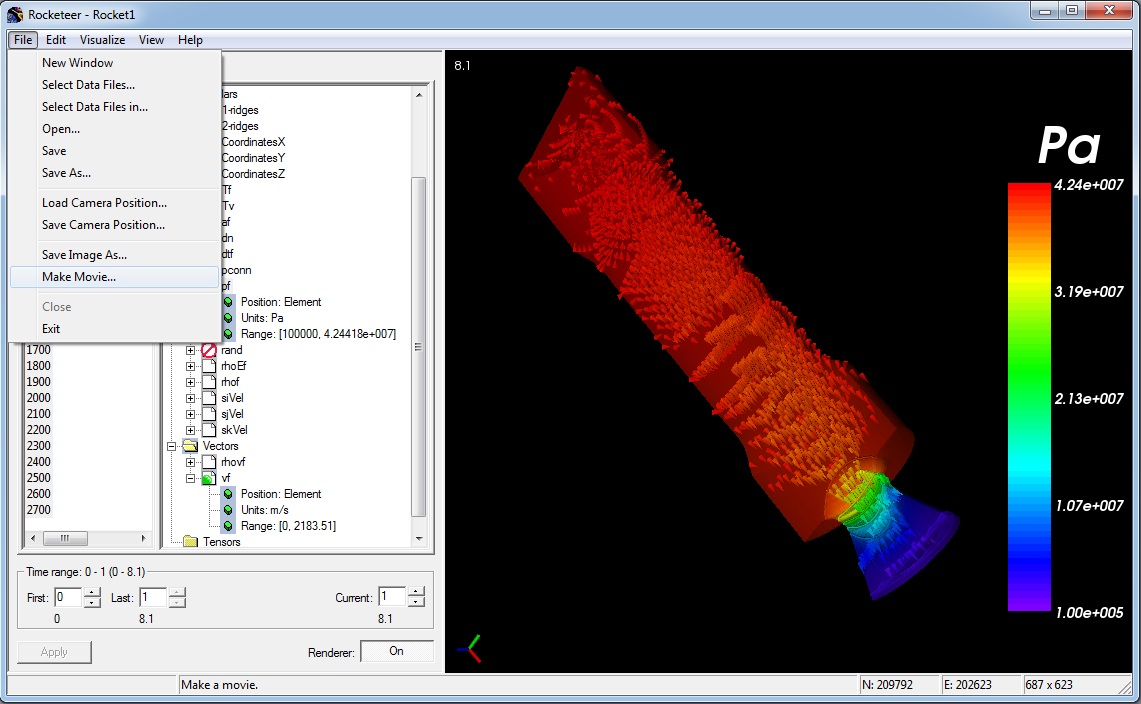 Rocketeer - Rocket1
File Edit Visualize View Help
New Window
Select Data Files...
Select Data Files in...
Open...
Save
Save As...
Load Camera Position...
Save Camera Position...
Save Image As...
Make Movie...
Close
Exit
1700
1800
1900
2000
2100
2200
2300
2400
2500
2600
2700
1-ridges
2-ridges
CoordinatesX
CoordinatesY
CoordinatesZ
Tf
Tv
af
dn
dtf
pconn
pf
Position: Element
Units: Pa
Range: [100000, 4.24418e+007]
rand
rhoEf
rhof
siVel
sjVel
skVel
Vectors
rhovf
vf
Position: Element
Units: m/s
Range: [0, 2183.51]
Tensors
Time range: 0 - 1 (0 - 8.1)
First: 0 Last: 1 Current: 1
0 8.1 8.1
Apply Renderer: On
8.1
Pa
4.24e+007
3.19e+007
2.13e+007
1.07e+007
1.00e+005
Make a movie. N: 209792 E: 202623 687 x 623